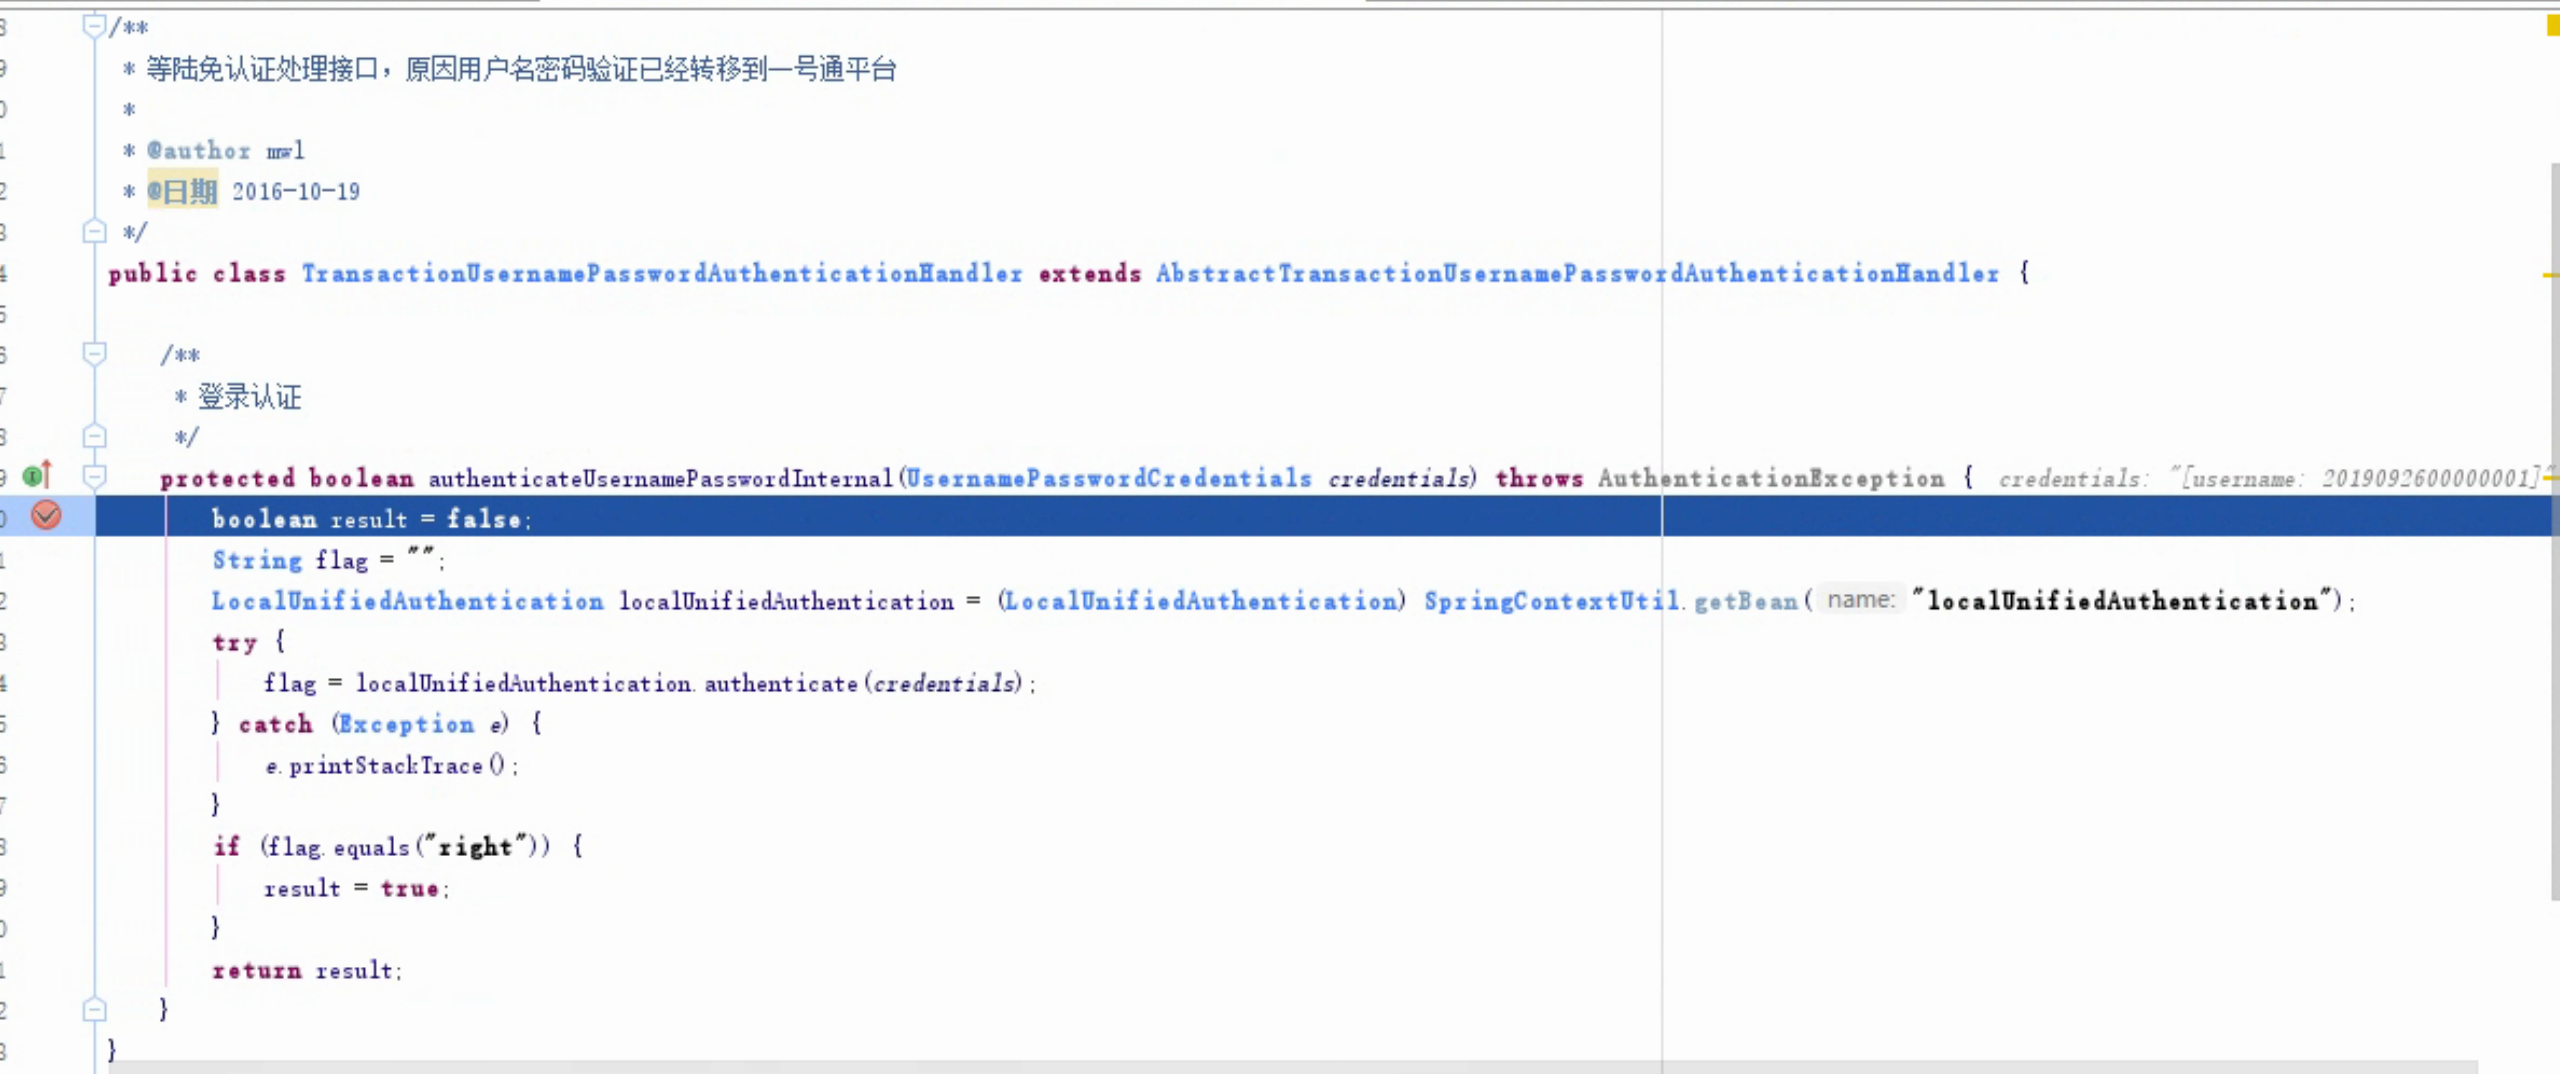 /**
* 等陆免认证处理接口，原因用户名密码验证已经转移到一号通平台
*
* @author mwl
* @日期 2016-10-19
*/
public class TransactionUsernamePasswordAuthenticationHandler extends AbstractTransactionUsernamePasswordAuthenticationHandler {
/**
* 登录认证
*/
protected boolean authenticateUsernamePasswordInternal(UsernamePasswordCredentials credentials) throws AuthenticationException { credentials: "[username: 2019092600000001]"
boolean result = false;
String flag = "";
LocalUnifiedAuthentication localUnifiedAuthentication = (LocalUnifiedAuthentication) SpringContextUtil.getBean( name: "localUnifiedAuthentication");
try {
flag = localUnifiedAuthentication.authenticate(credentials);
} catch (Exception e) {
e.printStackTrace();
}
if (flag.equals("right")) {
result = true;
}
return result;
}
}